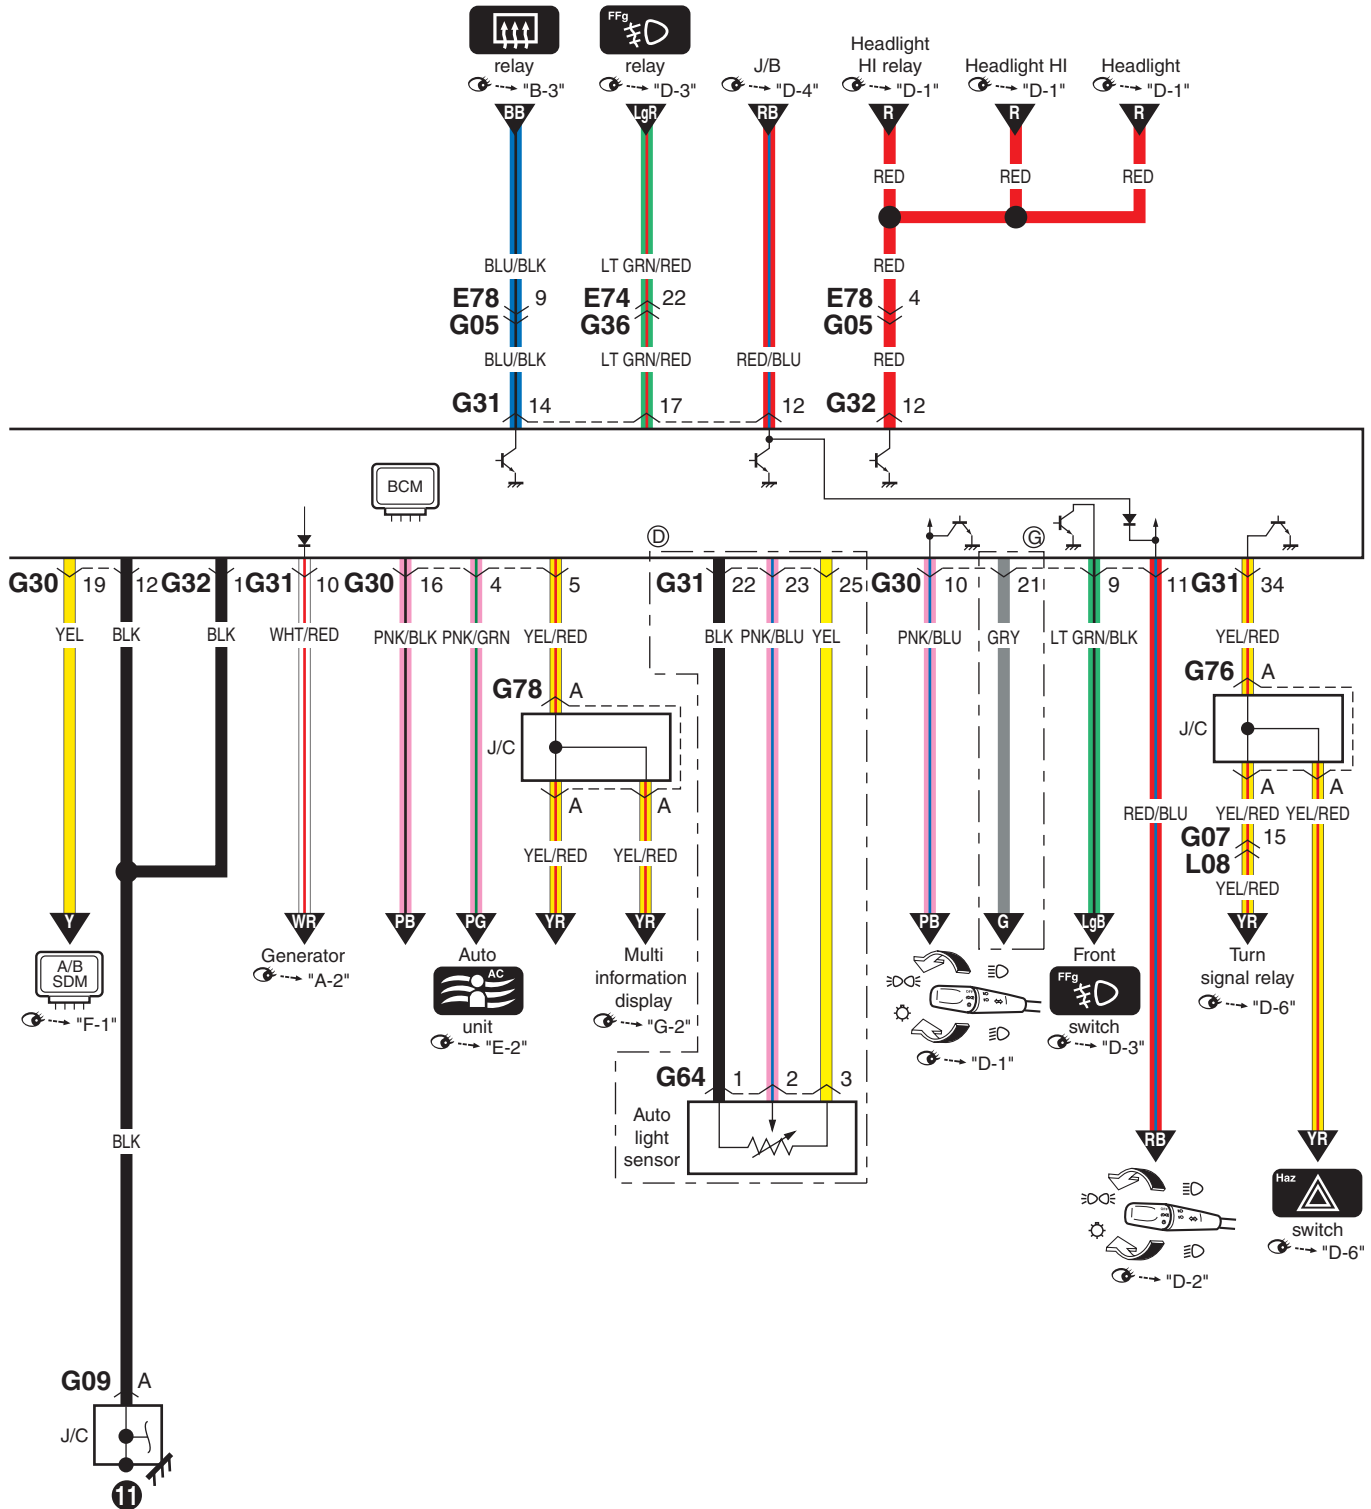 FFg
Headlight
relay
relay
J/B
HI relay
Headlight HI
Headlight
"B-3"
"D-3"
"D-4"
"D-1"
"D-1"
"D-1"
BB
LgR
RB
R
R
R
RED
RED
RED
BLU/BLK
LT GRN/RED
RED
E78 9
E74 22
E78 4
G05
G36
G05
BLU/BLK
LT GRN/RED
RED/BLU
RED
G31 14
17
12
G32 12
BCM
D
G
G30 19
12
G32 1
G31 10
G30 16
4
5
G31 22
23
25
G30 10
21
9
11
G31 34
YEL
BLK
BLK
WHT/RED
PNK/BLK
PNK/GRN
YEL/RED
BLK
PNK/BLU
YEL
PNK/BLU
GRY
LT GRN/BLK
YEL/RED
G78 A
G76 A
J/C
J/C
A
A
A
A
RED/BLU
YEL/RED
YEL/RED
G07 15
L08
YEL/RED
YEL/RED
YEL/RED
Y
WR
PB
PG
YR
YR
PB
G
LgB
YR
A/B
SDM
"F-1"
Generator
"A-2"
Auto
AC
unit
"E-2"
Multi
information
display
"G-2"
"D-1"
Front
FFg
switch
"D-3"
Turn
signal relay
"D-6"
G64 1
2
3
Auto
light
sensor
BLK
RB
YR
Haz
switch
"D-6"
"D-2"
G09 A
J/C
11